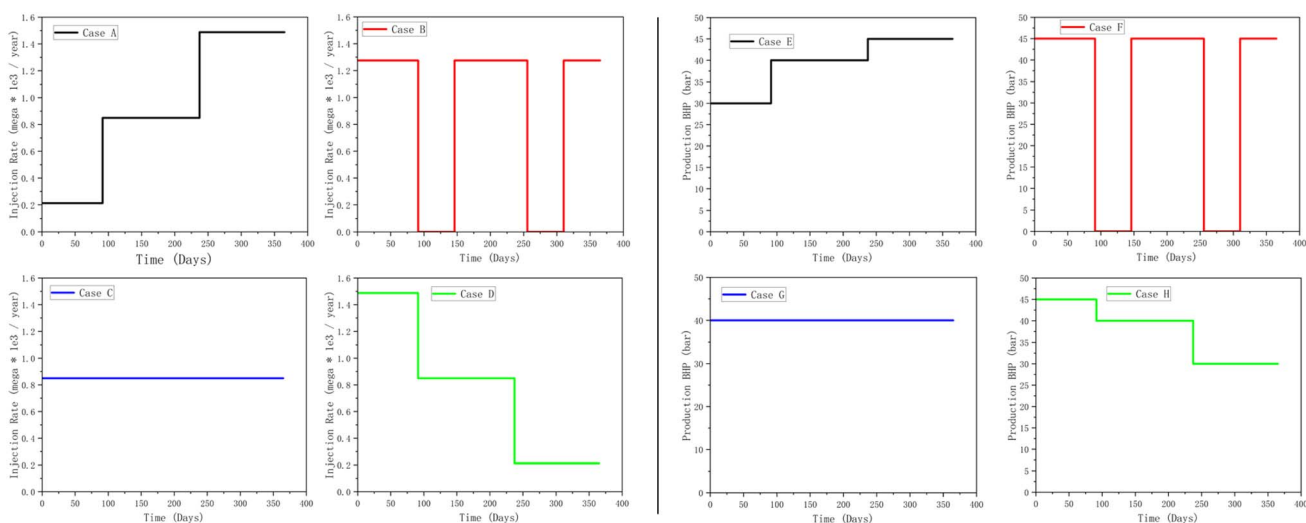 1.6
1.4
1.2
1.0
0.8
0.6
0.4
0.2
0.0
Injection Rate (mega * 1e3 / year)
Case A
0 50 100 150 200 250 300 350 400
Time (Days)
1.6
1.4
1.2
1.0
0.8
0.6
0.4
0.2
0.0
Injection Rate (mega * 1e3 / year)
Case B
0 50 100 150 200 250 300 350 400
Time (Days)
50
45
40
35
30
25
20
15
10
5
0
Production BHP (bar)
Case E
0 50 100 150 200 250 300 350 400
Time (Days)
50
45
40
35
30
25
20
15
10
45
0
Production BHP (bar)
Case F
0 50 100 150 200 250 300 350 400
Time (Days)
1.6
1.4
1.2
1.0
0.8
0.6
0.4
0.2
0.0
Injection Rate (mega * 1e3 / year)
Case C
0 50 100 150 200 250 300 350 400
Time (Days)
1.6
1.4
1.2
1.0
0.8
0.6
0.4
0.2
0.0
Injection Rate (mega * 1e3 / year)
Case D
0 50 100 150 200 250 300 350 400
Time (Days)
50
40
30
20
10
0
Production BHP (bar)
Case G
0 50 100 150 200 250 300 350 400
Time (Days)
50
45
40
35
30
25
20
15
10
5
0
Production BHP (bar)
Case H
0 50 100 150 200 250 300 350 400
Time (Days)